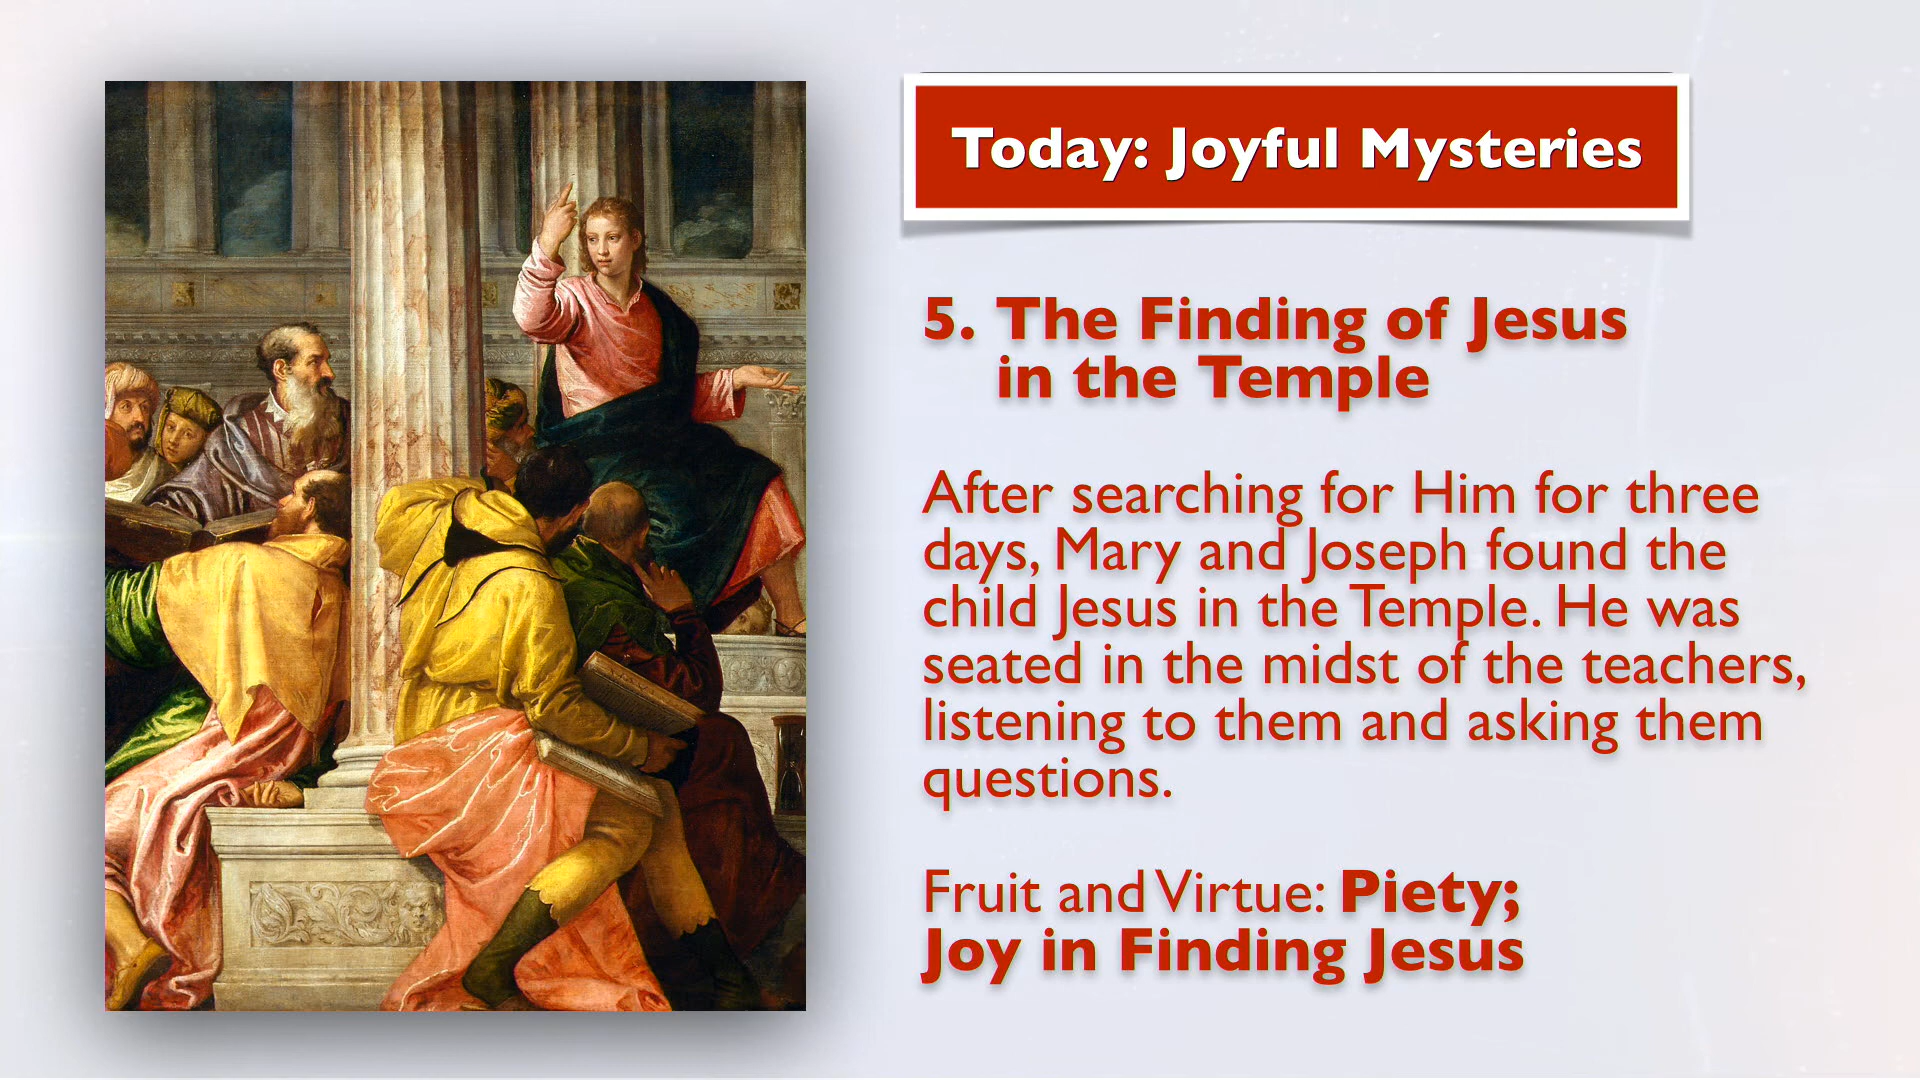 Today: Joyful Mysteries
5. The Finding of Jesus
in the Temple
After searching for Him for three
days, Mary and Joseph found the
child Jesus in the Temple. He was
seated in the midst of the teachers,
listening to them and asking them
questions.
Fruit and Virtue: Piety;
Joy in Finding Jesus